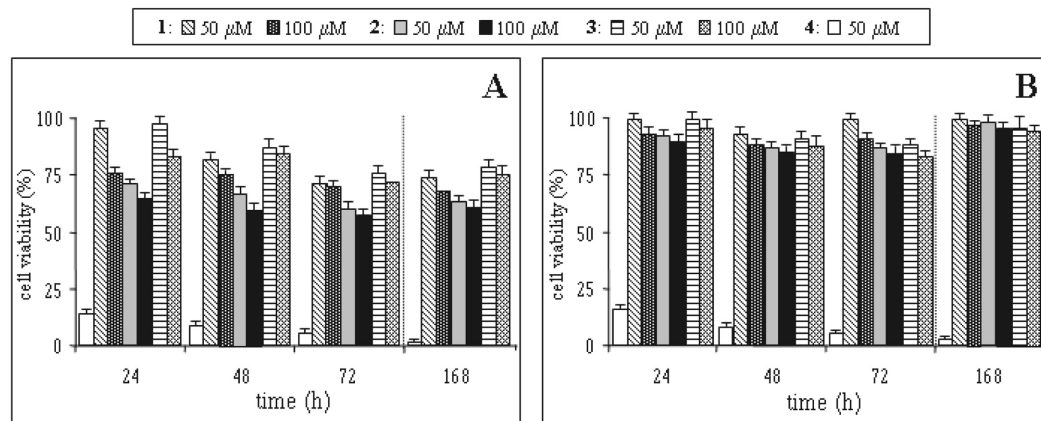 1: 50 μM 100 μM 2: 50 μM 100 μM 3: 50 μM 100 μM 4: 50 μM
A
100
75
50
25
0
cell viability (%)
24 48 72 168
time (h)
B
100
75
50
25
0
cell viability (%)
24 48 72 168
time (h)